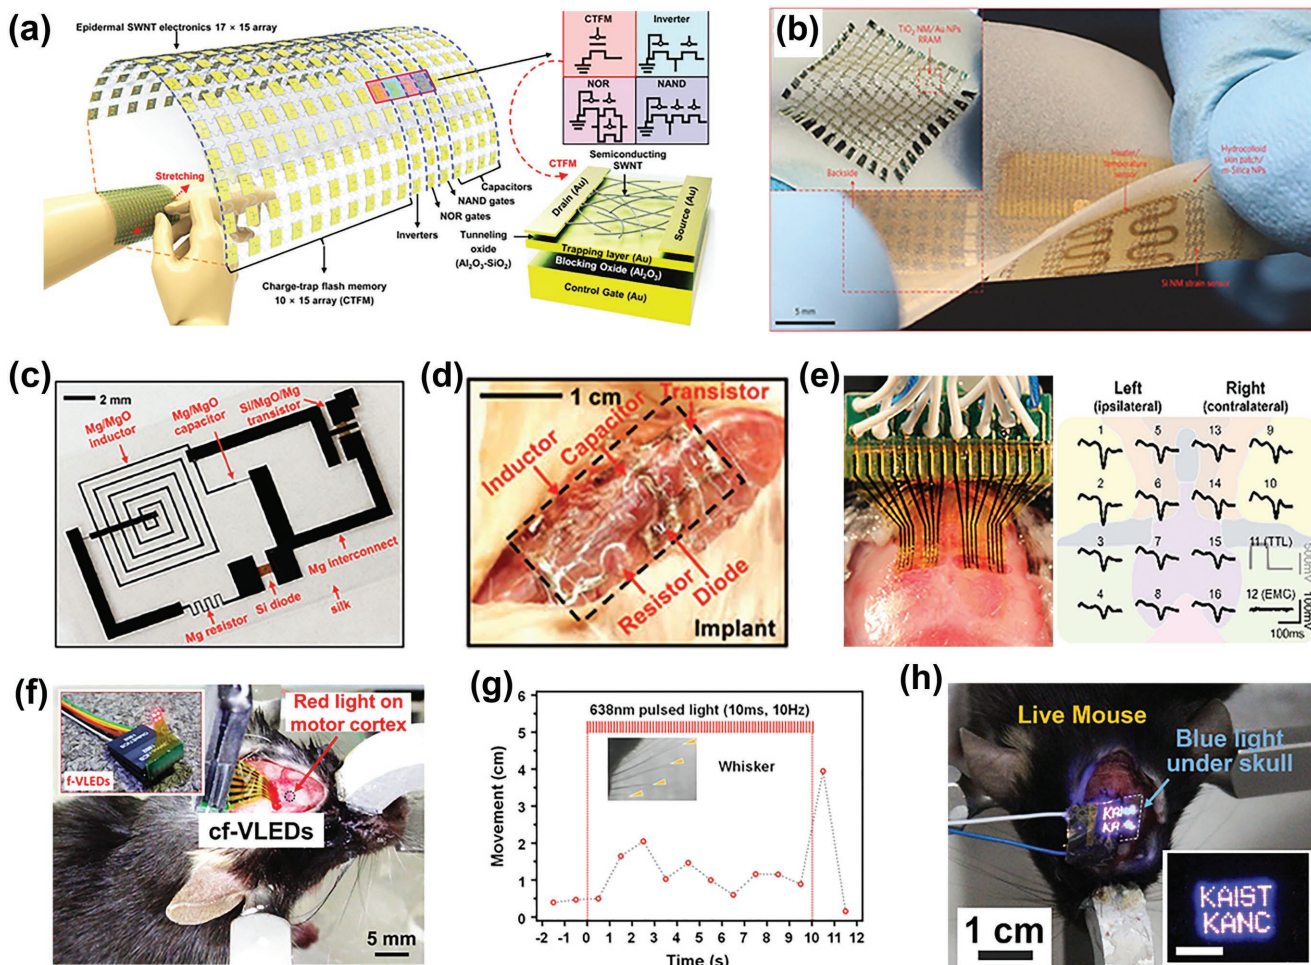 (a)
Epidermal SWNT electronics 17 × 15 array
Stretching
Capacitors
NAND gates
NOR gates
Inverters
Charge-trap flash memory
10 × 15 array (CTFM)
CTFM
Inverter
NOR
NAND
CTFM
Semiconducting
SWNT
Drain (Au)
Source (Au)
Tunneling
oxide
(Al₂O₃-SiO₂)
Trapping layer (Au)
Blocking Oxide (Al₂O₃)
Control Gate (Au)
(b)
TiO₂ NM/Au NPs
RRAM
Backside
Heater/
temperature
sensor
Hydrocolloid
skin patch/
m-Silica NPs
Si NM strain sensor
5 mm
(c)
2 mm
Mg/MgO
inductor
Mg/MgO
capacitor
Si/MgO/Mg
transistor
Mg interconnect
Si diode
silk
Mg resistor
(d)
1 cm
Transistor
Capacitor
Inductor
Resistor
Diode
Implant
(e)
Left
(ipsilateral)
Right
(contralateral)
1 5 13 9
2 6 14 10
3 7 15 11 (TTL)
4 8 16 12 (EMC)
500mV
100mV
100ms
(f)
f-VLEDs
Red light on
motor cortex
cf-VLEDs
5 mm
(g)
638nm pulsed light (10ms, 10Hz)
Whisker
Movement (cm)
6
5
4
3
2
1
0
-2 -1 0 1 2 3 4 5 6 7 8 9 10 11 12
Time (s)
(h)
Live Mouse
Blue light
under skull
1 cm
KAIST
KANC